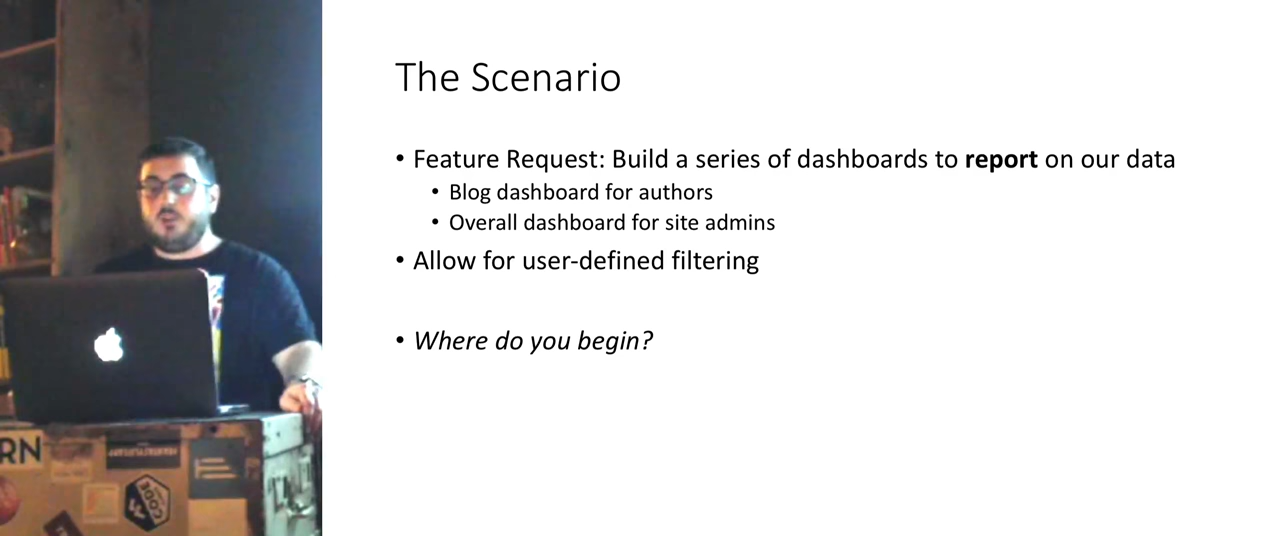 The Scenario
• Feature Request: Build a series of dashboards to report on our data
• Blog dashboard for authors
• Overall dashboard for site admins
• Allow for user-defined filtering
• Where do you begin?
RN
CODE